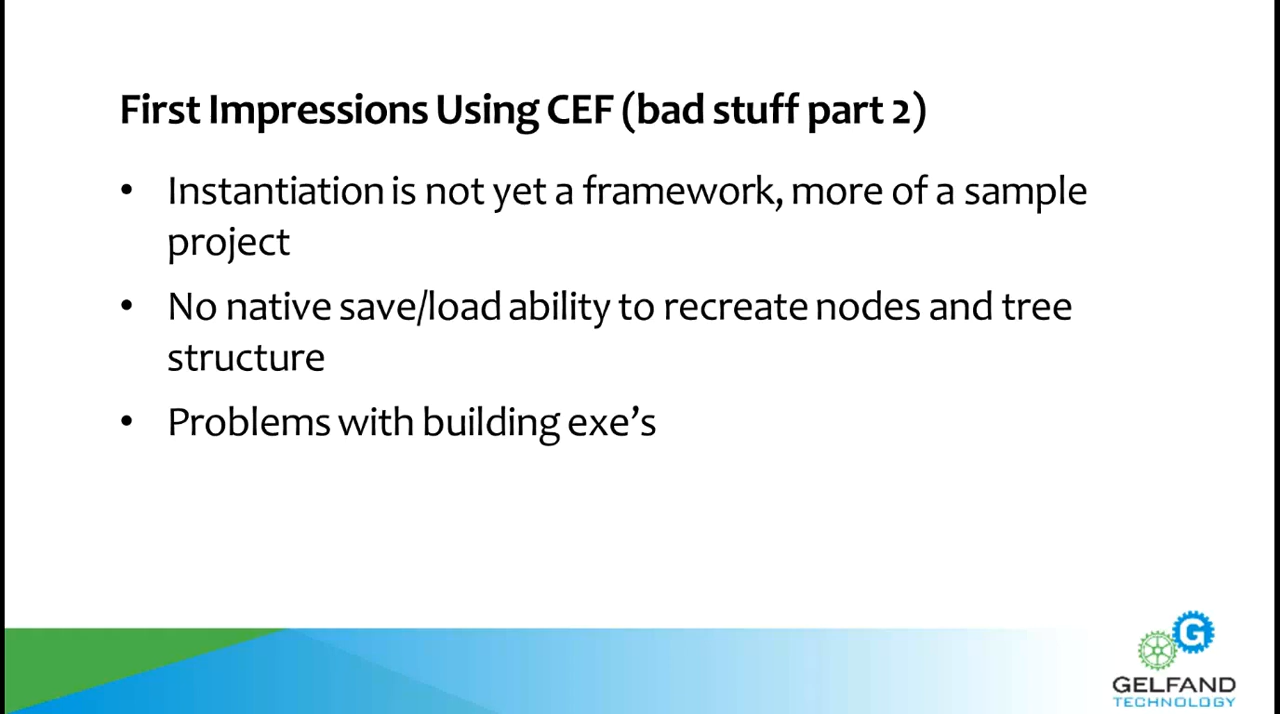 First Impressions Using CEF (bad stuff part 2)
• Instantiation is not yet a framework, more of a sample
project
• No native save/load ability to recreate nodes and tree
structure
• Problems with building exe’s
G
GELFAND
TECHNOLOGY